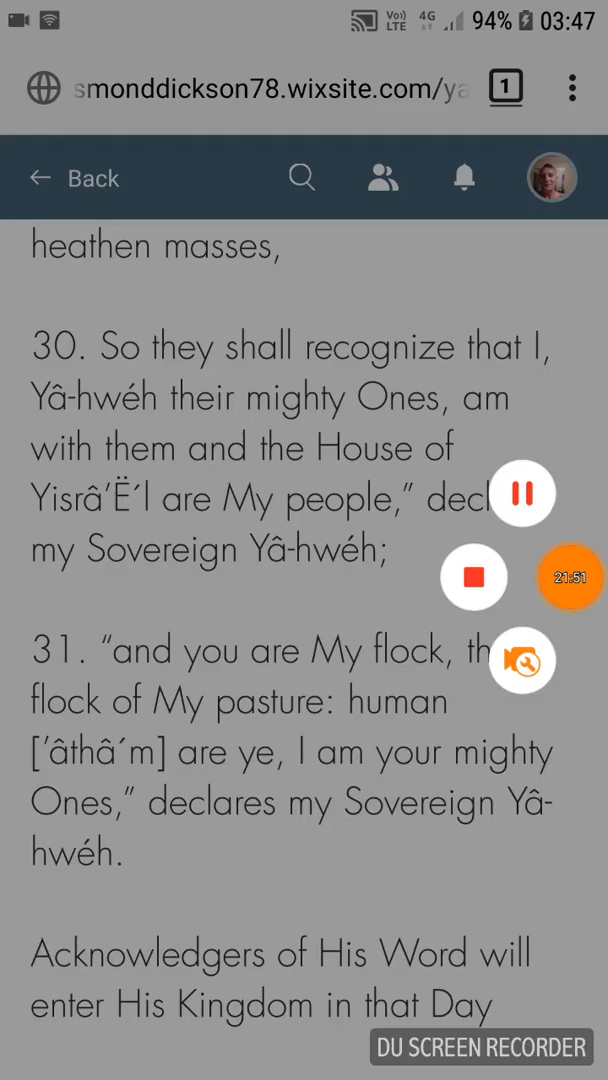 Vo)) 4G 94% 03:47
LTE
smonddickson78.wixsite.com/ya 1
Back
heathen masses,
30. So they shall recognize that I,
Yâ-hwéh their mighty Ones, am
with them and the House of
Yisrâ’Ë´l are My people,” decl
my Sovereign Yâ-hwéh;
21:51
31. “and you are My flock, th
flock of My pasture: human
[’âthâ´m] are ye, I am your mighty
Ones,” declares my Sovereign Yâ-
hwéh.
Acknowledgers of His Word will
enter His Kingdom in that Day
DU SCREEN RECORDER